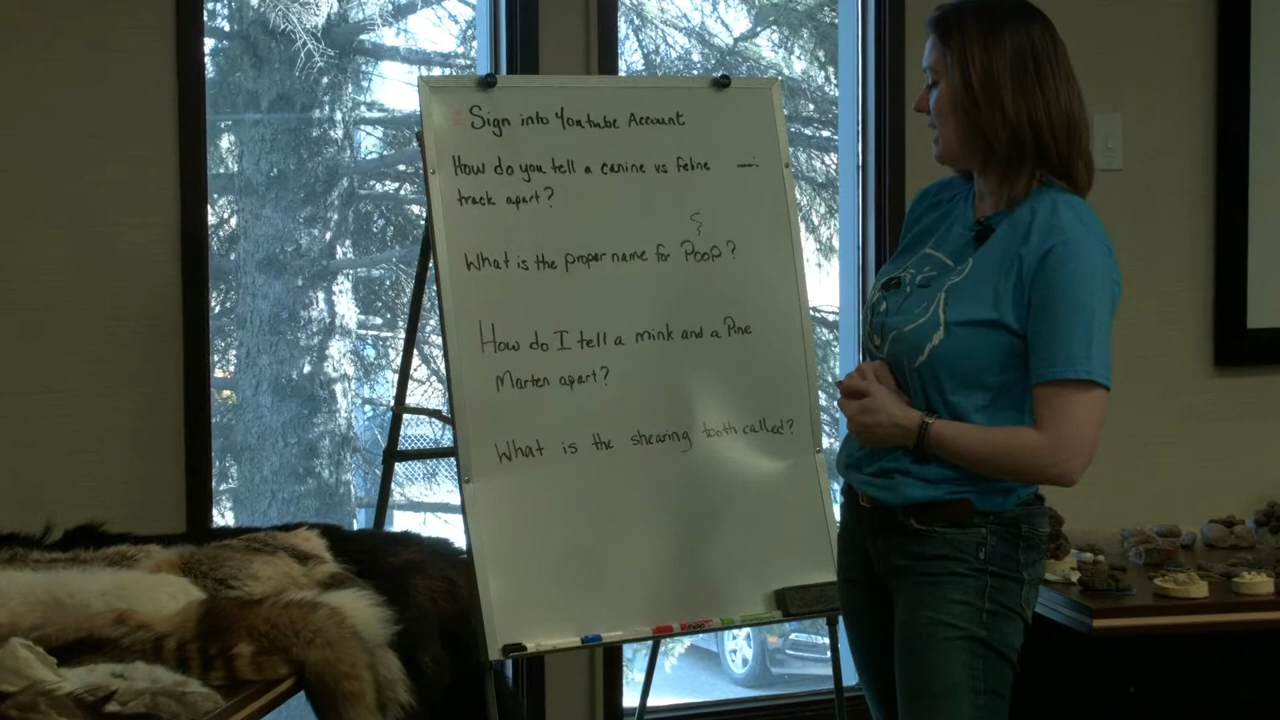 Sign into Youtube Account
How do you tell a canine vs feline
track apart?
What is the proper name for Poop?
How do I tell a mink and a Pine
Marten apart?
What is the shearing tooth called?